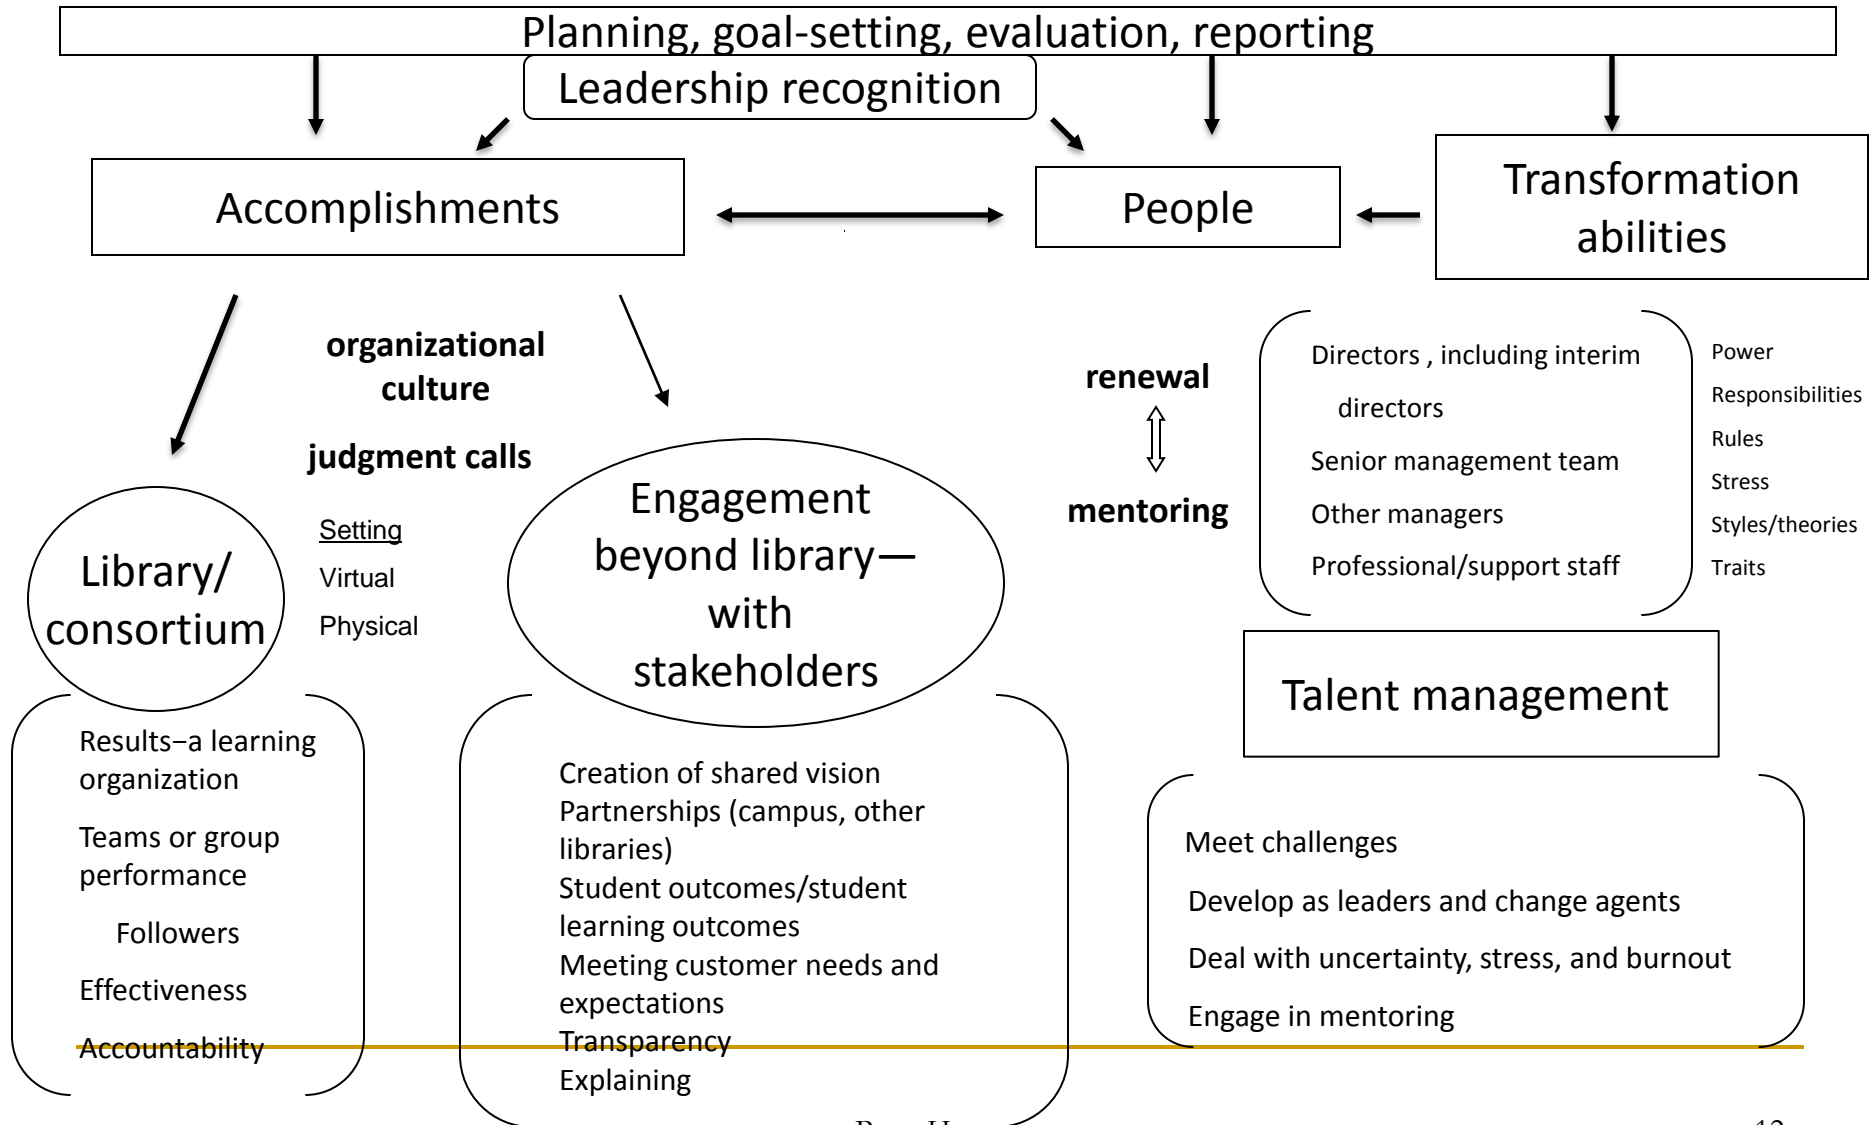 Planning, goal-setting, evaluation, reporting
Leadership recognition
Accomplishments
People
Transformation
abilities
organizational
culture
judgment calls
Setting
Virtual
Physical
Library/
consortium
Engagement
beyond library—
with
stakeholders
renewal
mentoring
Directors , including interim
directors
Senior management team
Other managers
Professional/support staff
Power
Responsibilities
Rules
Stress
Styles/theories
Traits
Talent management
Results–a learning
organization
Teams or group
performance
Followers
Effectiveness
Accountability
Creation of shared vision
Partnerships (campus, other
libraries)
Student outcomes/student
learning outcomes
Meeting customer needs and
expectations
Transparency
Explaining
Meet challenges
Develop as leaders and change agents
Deal with uncertainty, stress, and burnout
Engage in mentoring